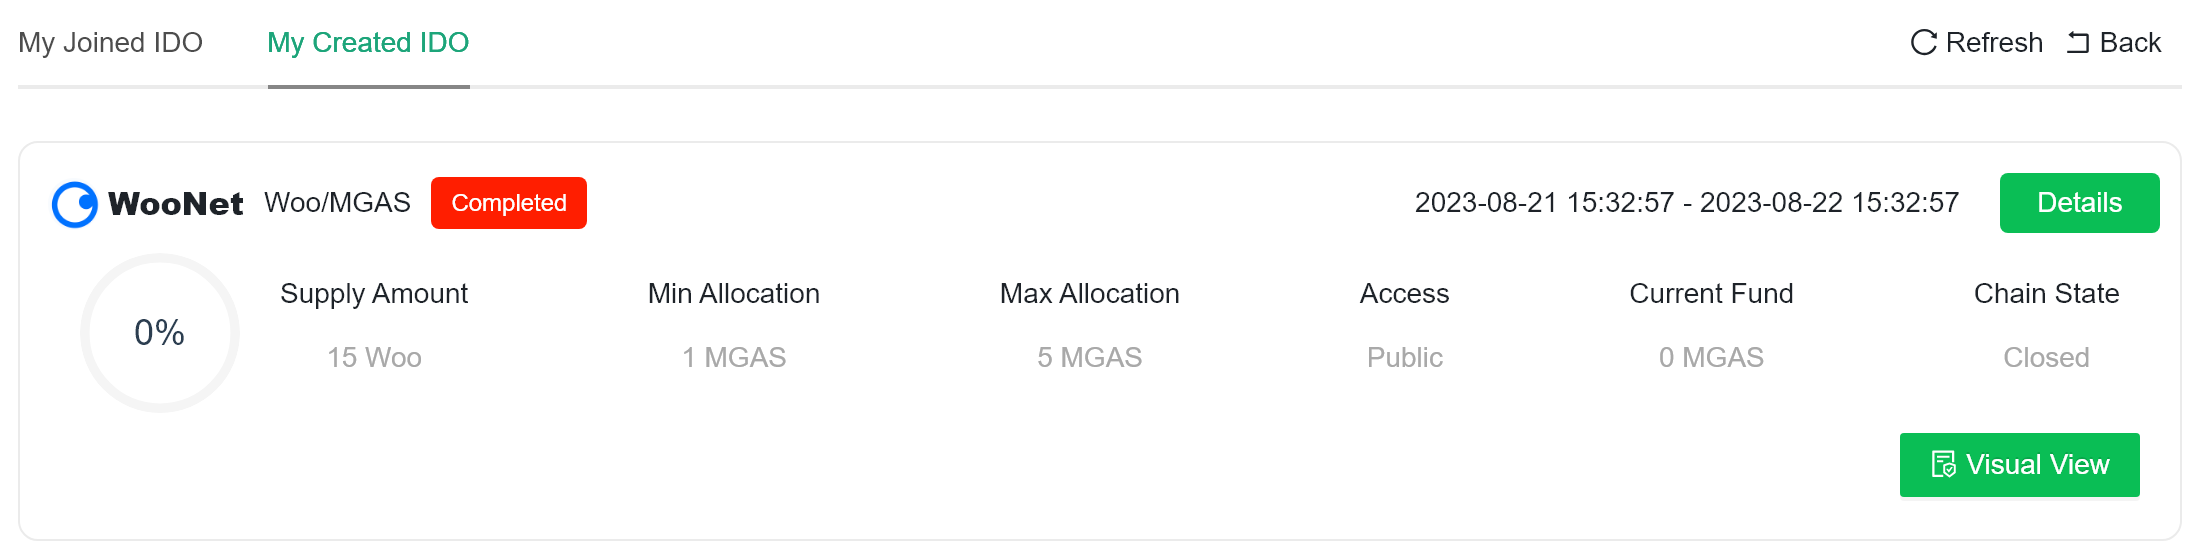 My Joined IDO My Created IDO Refresh Back
WooNet Woo/MGAS Completed 2023-08-21 15:32:57 - 2023-08-22 15:32:57 Details
0%
Supply Amount Min Allocation Max Allocation Access Current Fund Chain State
15 Woo 1 MGAS 5 MGAS Public 0 MGAS Closed
Visual View